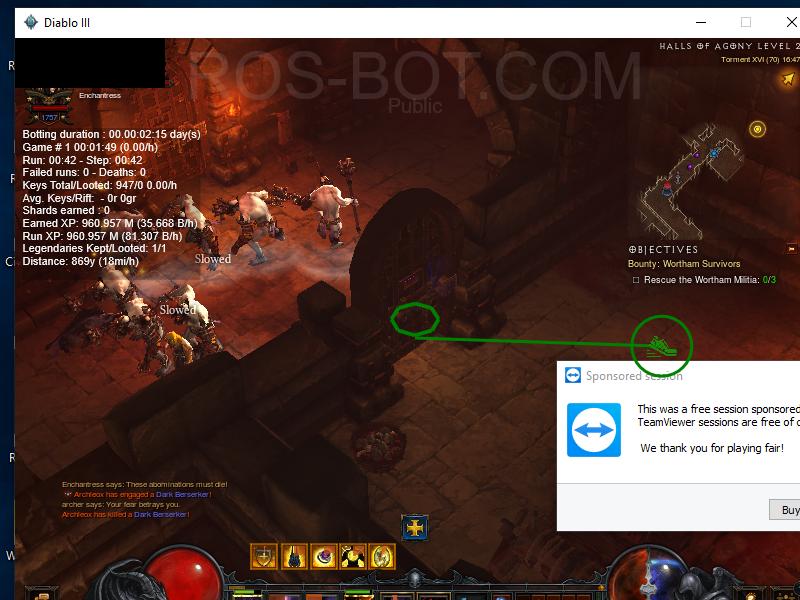 Diablo III
ROS-BOT.COM
Public
HALLS OF AGONY LEVEL 2
Torment XVI (70) 16:47
Enchantress
1757
Botting duration : 00.00:02:15 day(s)
Game # 1 00:01:49 (0.00/h)
Run: 00:42 - Step: 00:42
Failed runs: 0 - Deaths: 0
Keys Total/Looted: 947/0 0.00/h
Avg. Keys/Rift: - 0r 0gr
Shards earned : 0
Earned XP: 960.957 M (35.668 B/h)
Run XP: 960.957 M (81.307 B/h)
Legendaries Kept/Looted: 1/1
Distance: 869y (18mi/h)
Slowed
Slowed
OBJECTIVES
Bounty: Wortham Survivors
Rescue the Wortham Militia: 0/3
Sponsored session
This was a free session sponsored
TeamViewer sessions are free of
We thank you for playing fair!
Buy
Enchantress says: These abominations must die!
Archleox has engaged a Dark Berserker!
archer says: Your fear betrays you.
Archleox has killed a Dark Berserker!